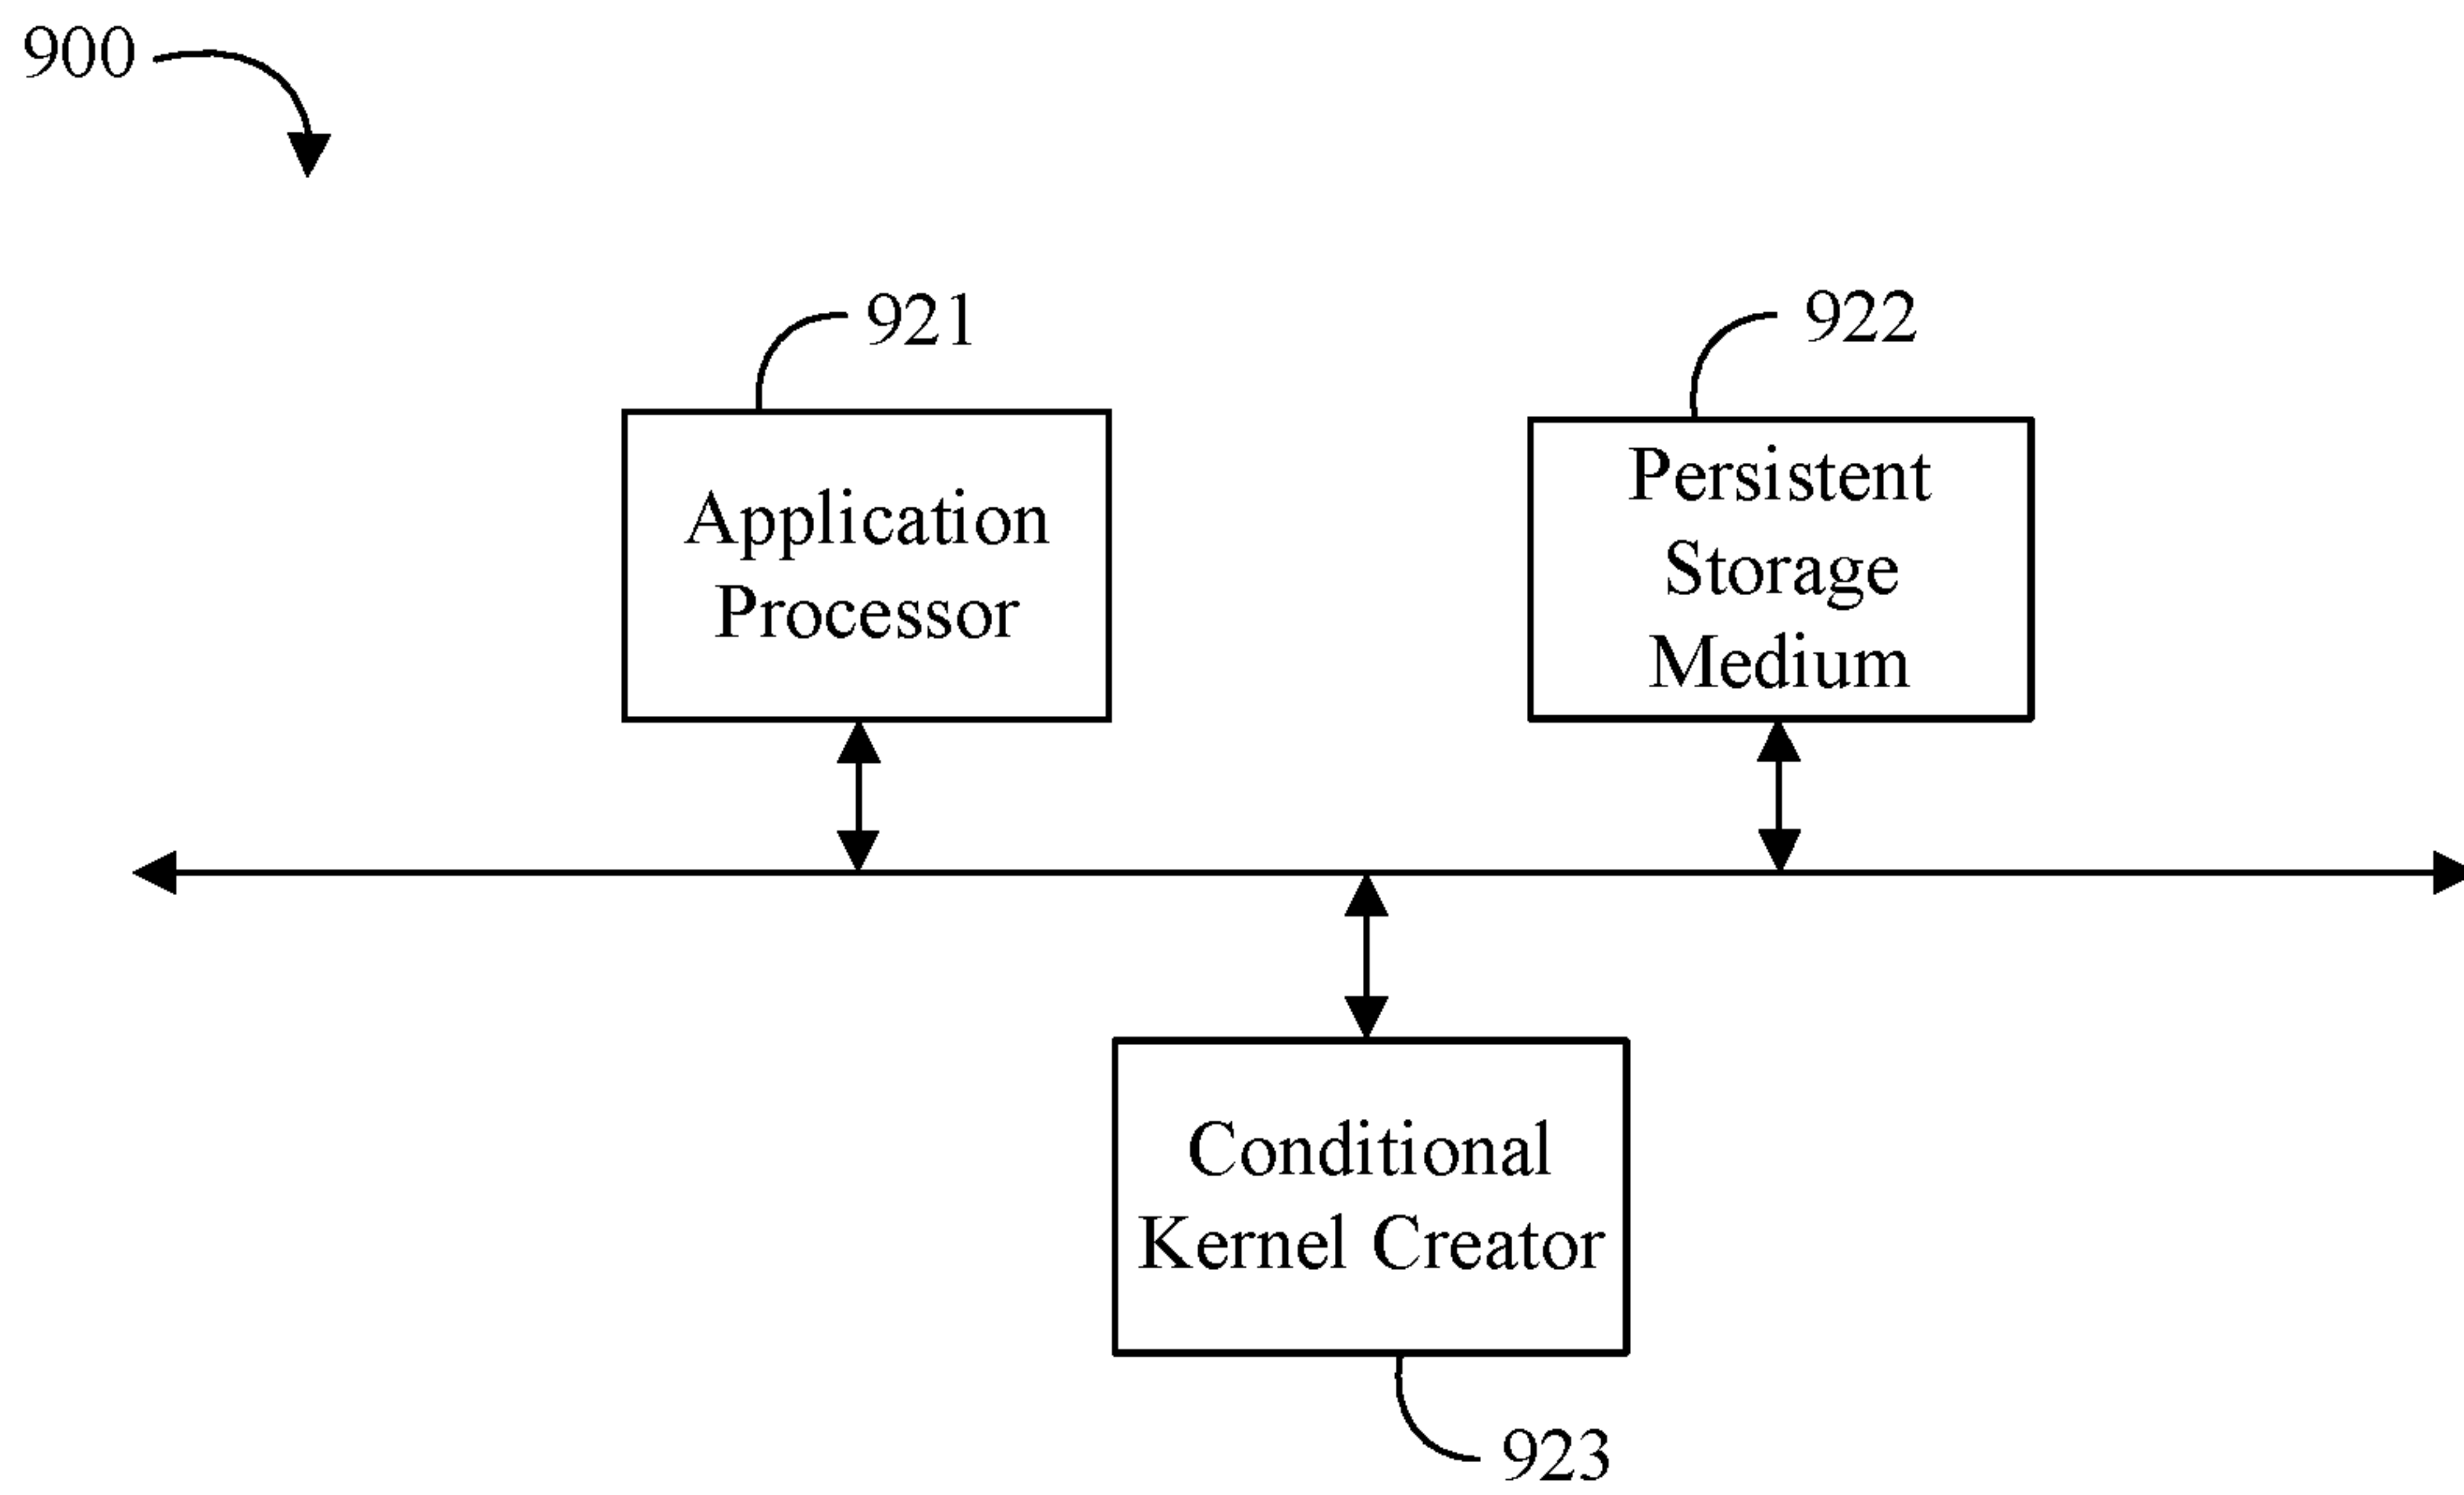 900
921
922
Application
Processor
Persistent
Storage
Medium
Conditional
Kernel Creator
923